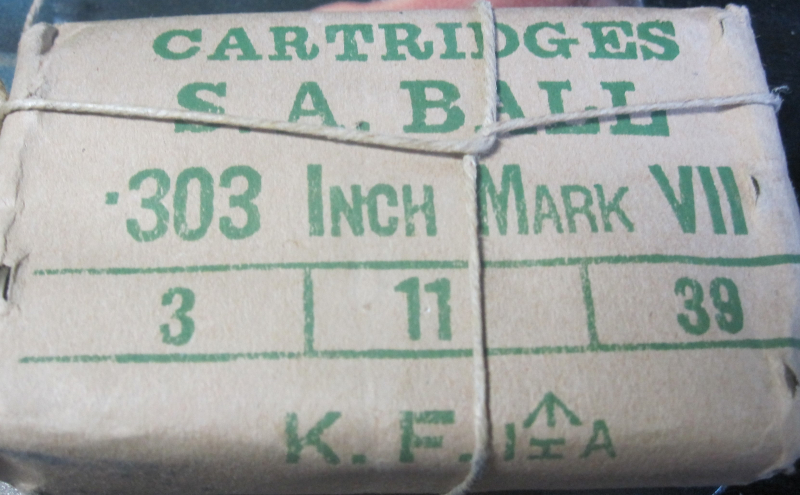 CARTRIDGES
S. A. BALL
·303 INCH MARK VII
3 11 39
K. F. I↑A